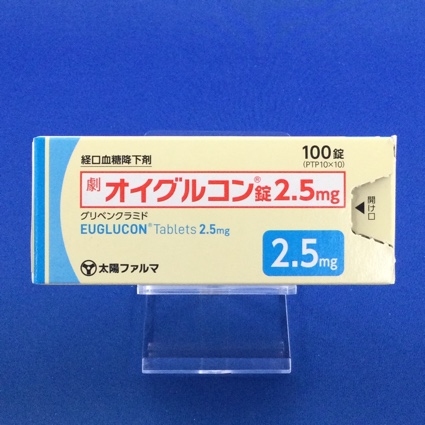 経口血糖降下剤
100錠
(PTP10×10)
劇 オイグルコン®錠2.5mg
グリベンクラミド
EUGLUCON® Tablets 2.5mg
開け口
2.5mg
太陽ファルマ